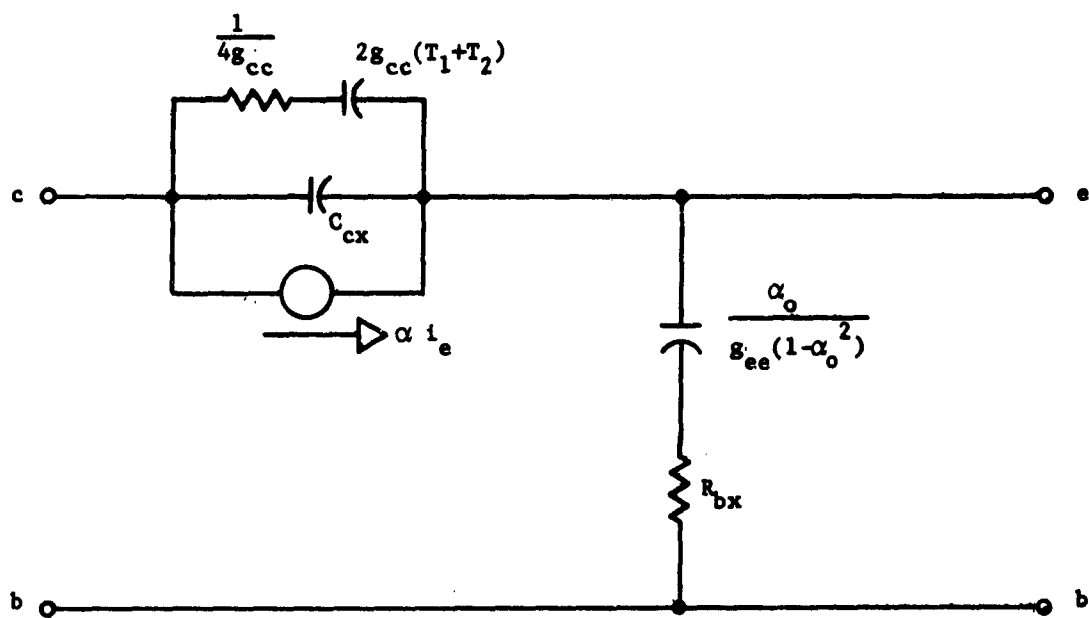 1
4g_cc
2g_cc(T_1+T_2)
c
e
C_cx
α i_e
α_o
g_ee(1-α_o^2)
R_bx
b
b